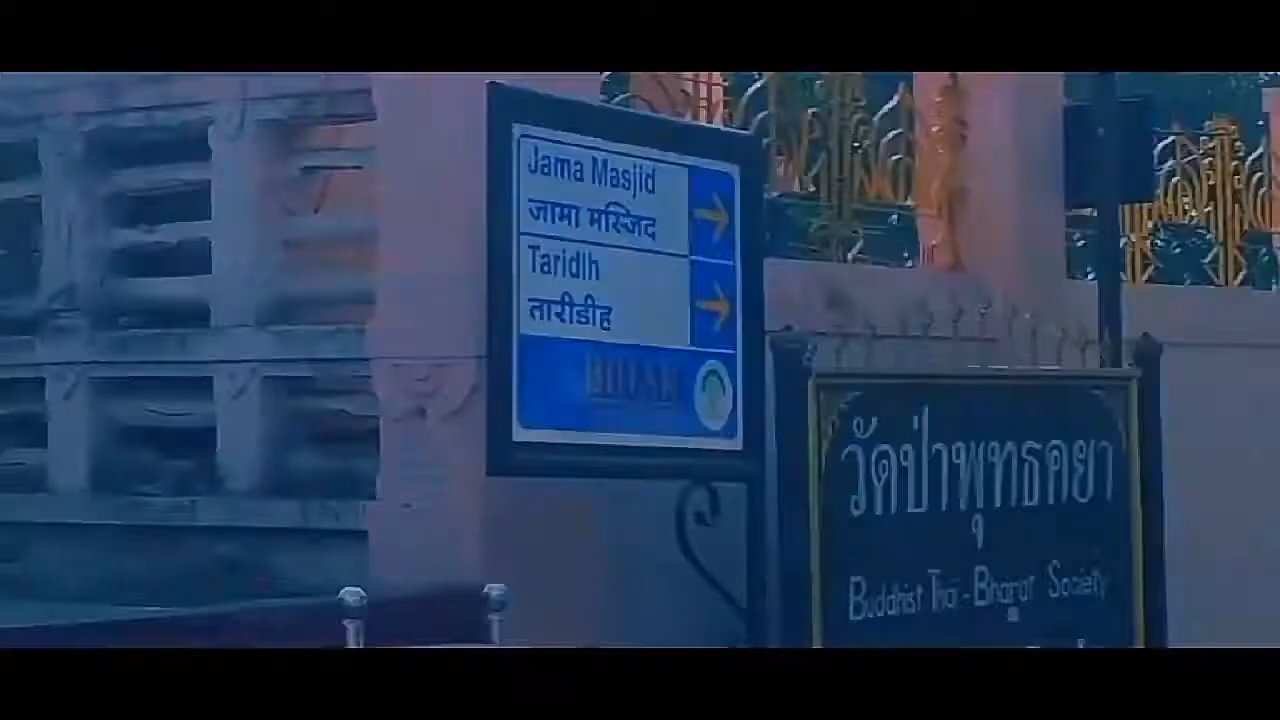 Jama Masjid
जामा मस्जिद
Taridih
तारीडीह
วัดป่าพุทธคยา
Buddhist Thai - Bharat Society